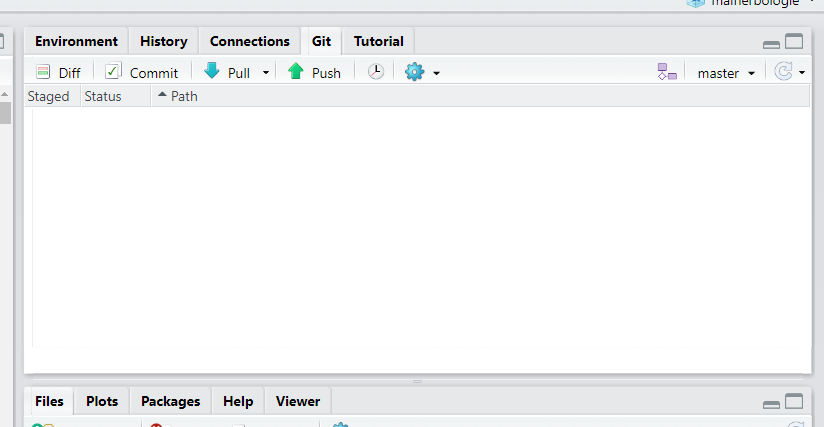 Environment History Connections Git Tutorial
Diff Commit Pull Push master
Staged Status Path
Files Plots Packages Help Viewer